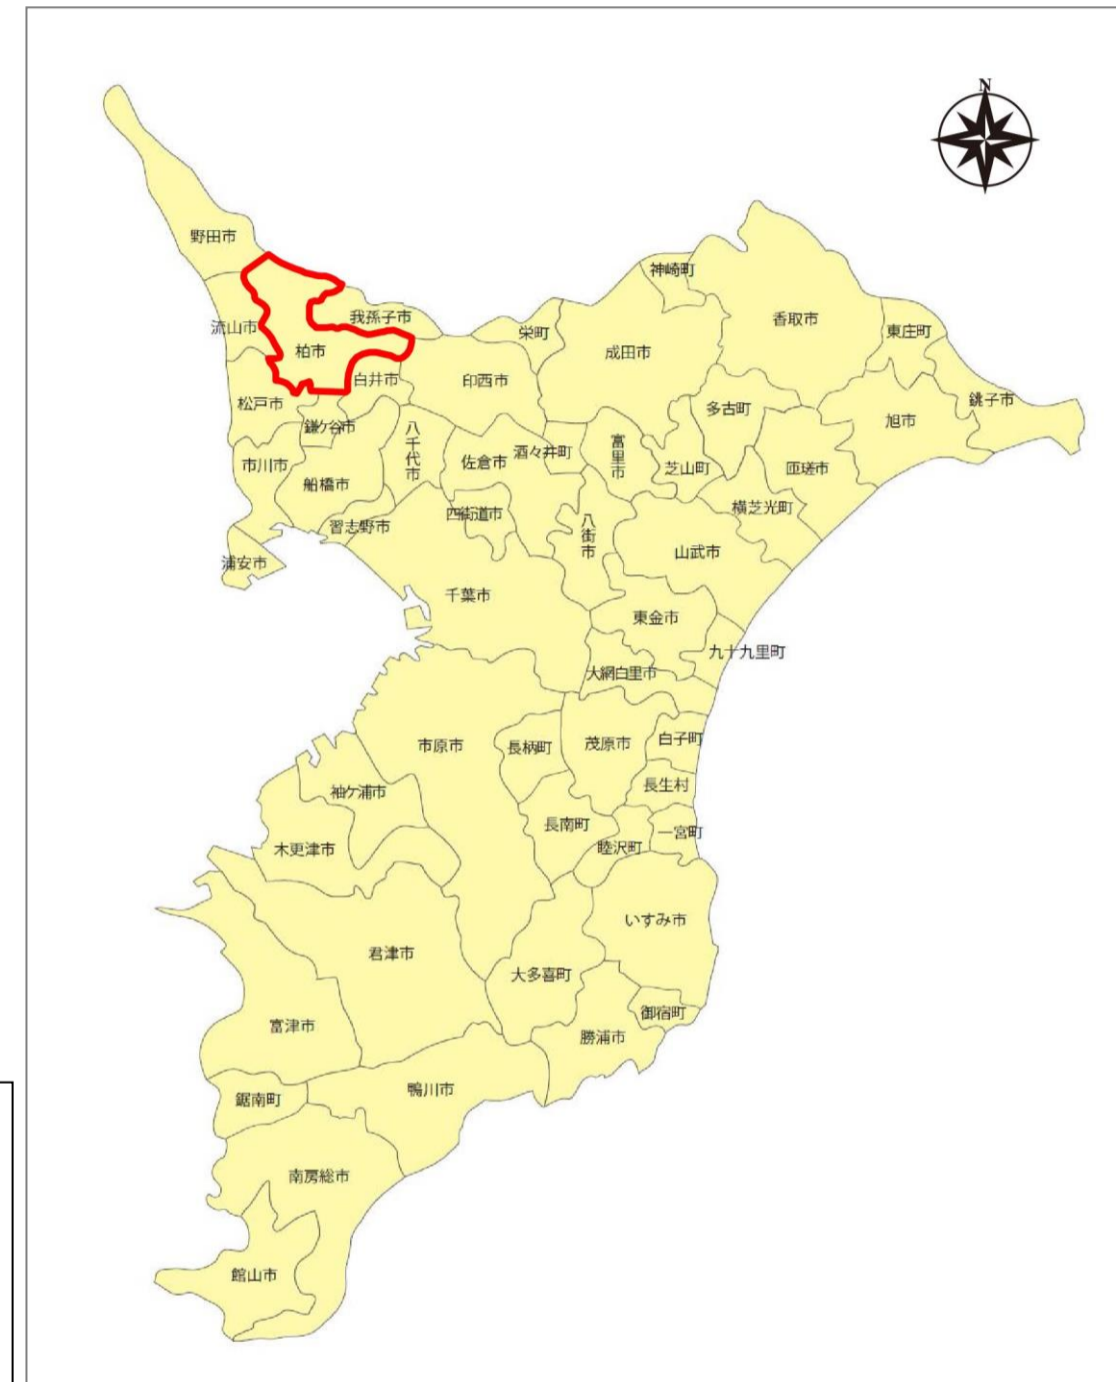 N
野田市
神崎町
香取市
我孫子市
流山市
栄町
東庄町
柏市
成田市
白井市
印西市
松戸市
多古町
銚子市
鎌ケ谷市
旭市
八千代市
酒々井町
富里市
市川市
佐倉市
芝山町
匝瑳市
船橋市
横芝光町
四街道市
習志野市
八街市
山武市
浦安市
千葉市
東金市
九十九里町
大網白里市
市原市
長柄町
茂原市
白子町
長生村
袖ケ浦市
長南町
一宮町
木更津市
睦沢町
いすみ市
君津市
大多喜町
御宿町
富津市
勝浦市
鴨川市
鋸南町
南房総市
館山市